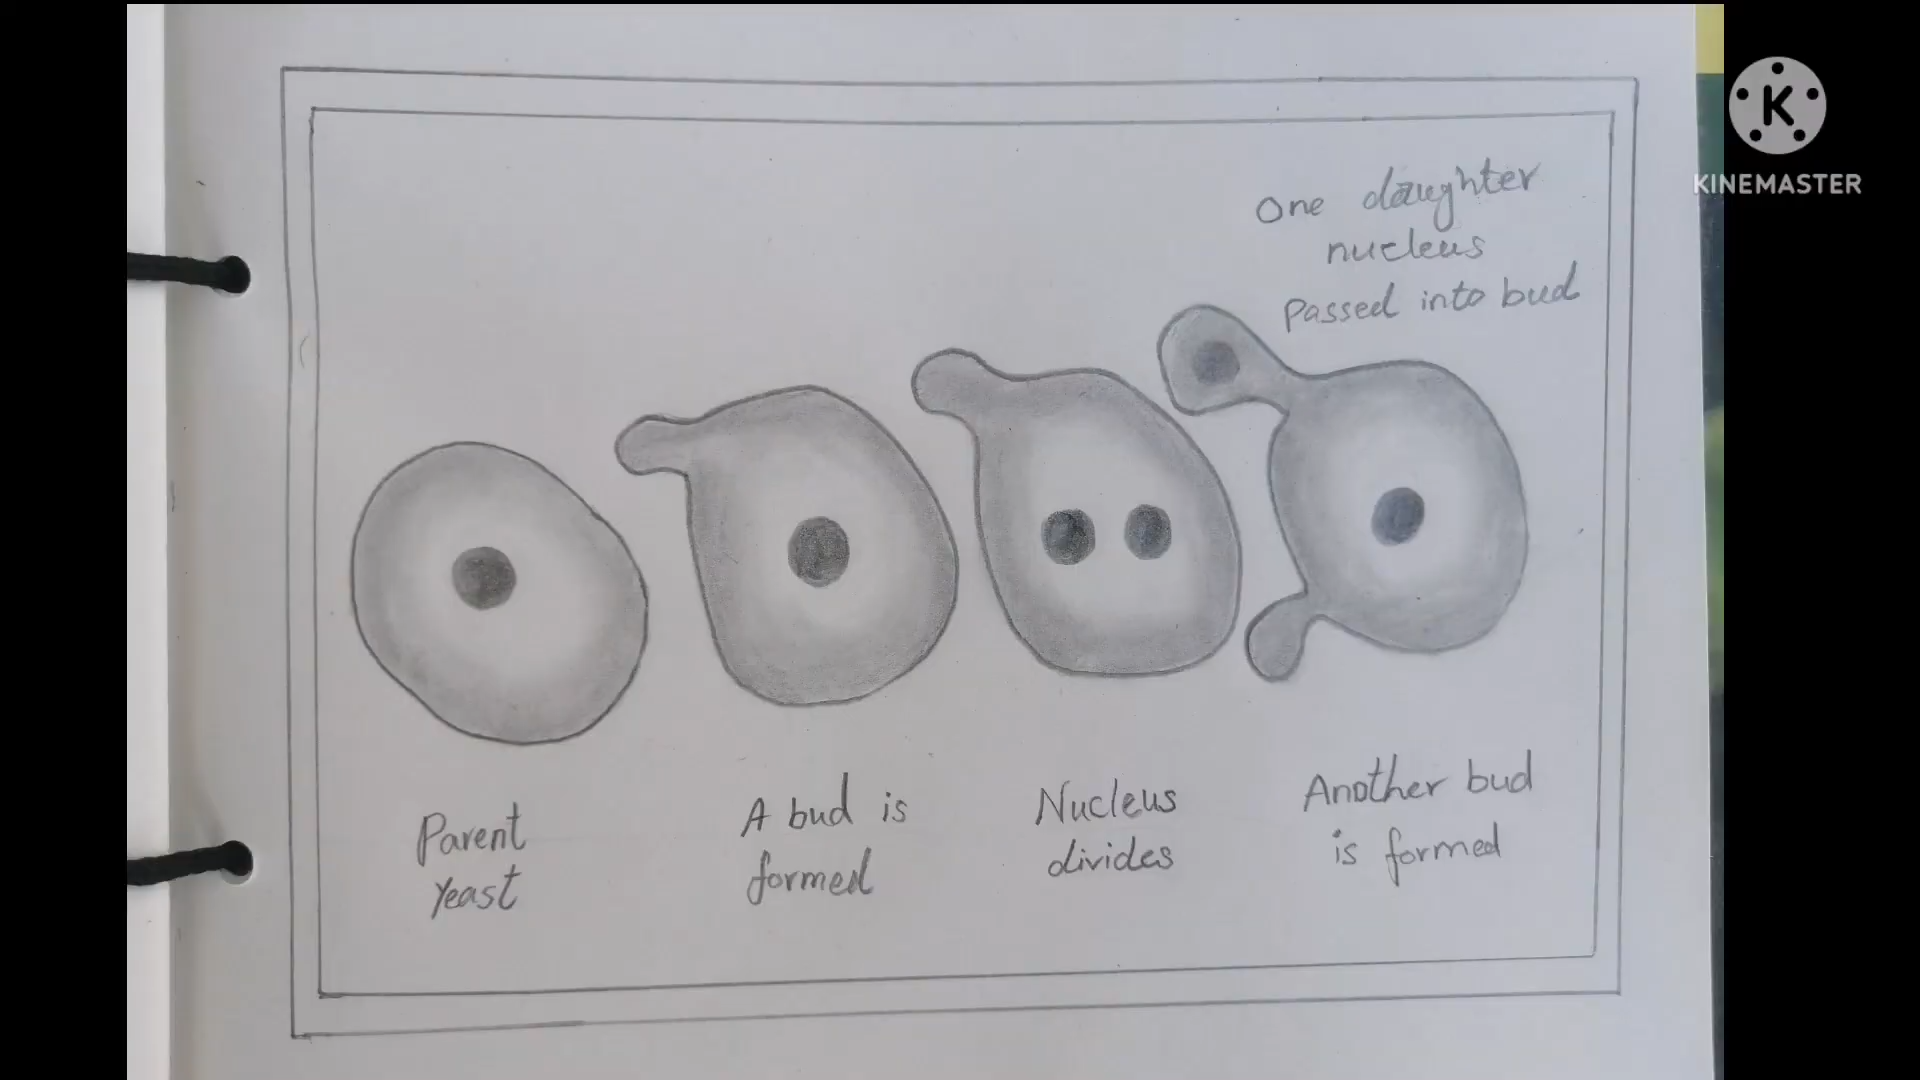 One daughter
nucleus
passed into bud
Parent
Yeast
A bud is
formed
Nucleus
divides
Another bud
is formed
K
KINEMASTER